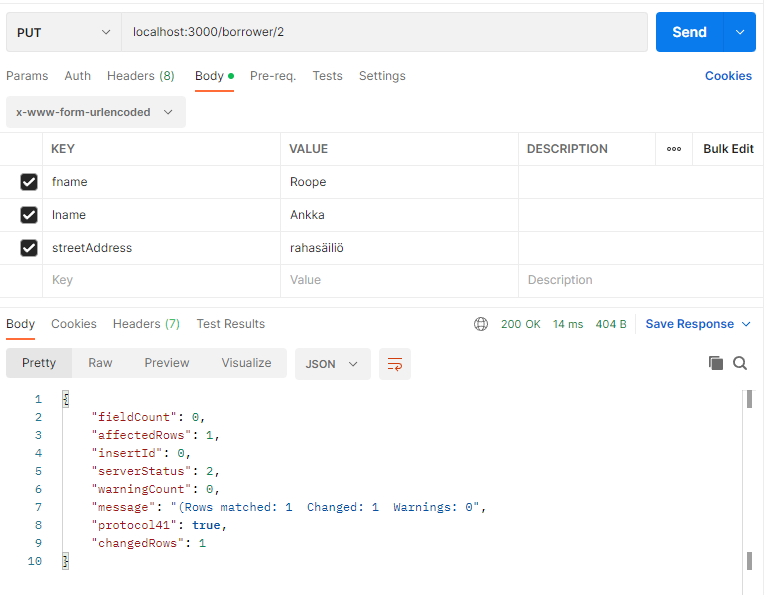 PUT localhost:3000/borrower/2 Send
Params Auth Headers (8) Body Pre-req. Tests Settings Cookies
x-www-form-urlencoded
KEY VALUE DESCRIPTION ooo Bulk Edit
fname Roope
lname Ankka
streetAddress rahasäiliö
Key Value Description
Body Cookies Headers (7) Test Results 200 OK 14 ms 404 B Save Response
Pretty Raw Preview Visualize JSON
1 {
2 "fieldCount": 0,
3 "affectedRows": 1,
4 "insertId": 0,
5 "serverStatus": 2,
6 "warningCount": 0,
7 "message": "(Rows matched: 1  Changed: 1  Warnings: 0",
8 "protocol41": true,
9 "changedRows": 1
10 }